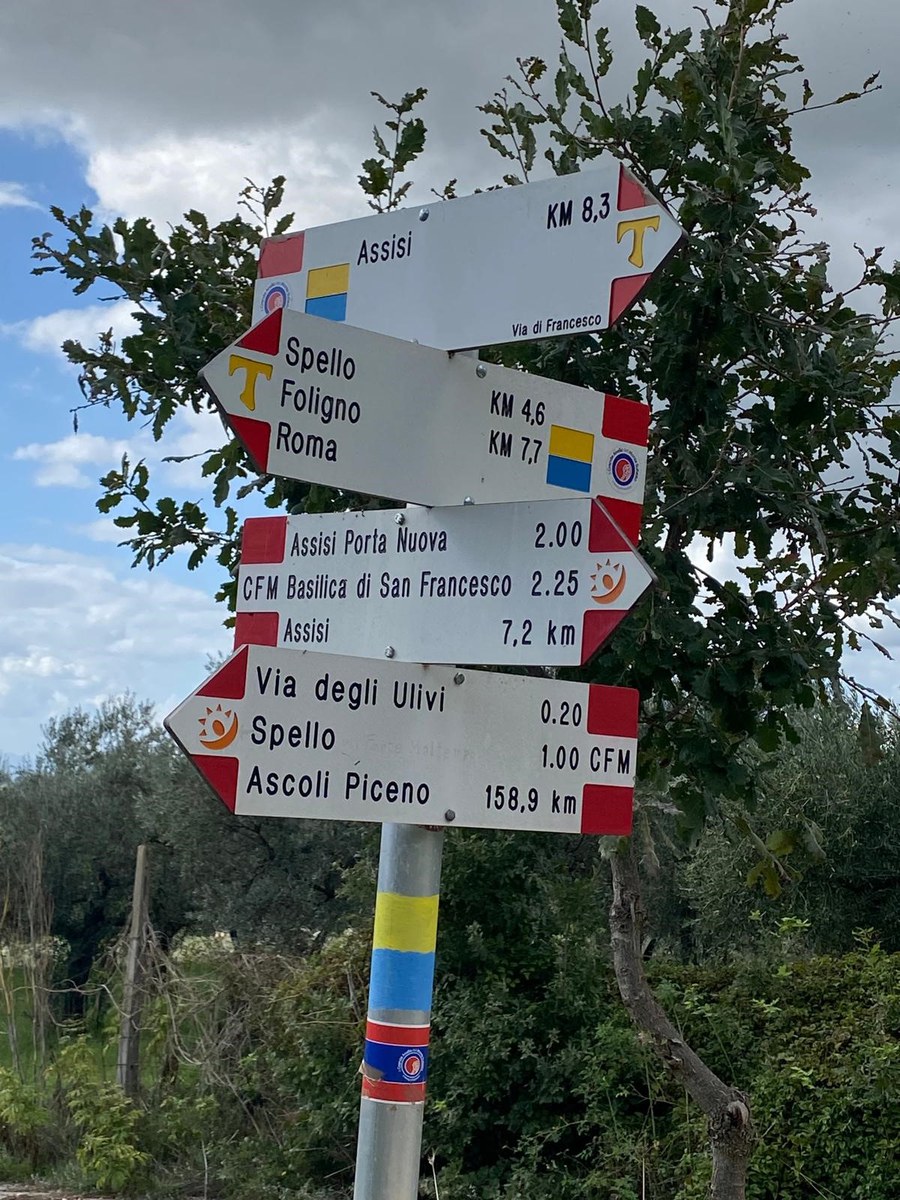 Assisi KM 8,3
Via di Francesco
Spello KM 4,6
Foligno KM 7,7
Roma
Assisi Porta Nuova 2.00
CFM Basilica di San Francesco 2.25
Assisi 7,2 km
Via degli Ulivi 0.20
Spello 1.00 CFM
Ascoli Piceno 158,9 km